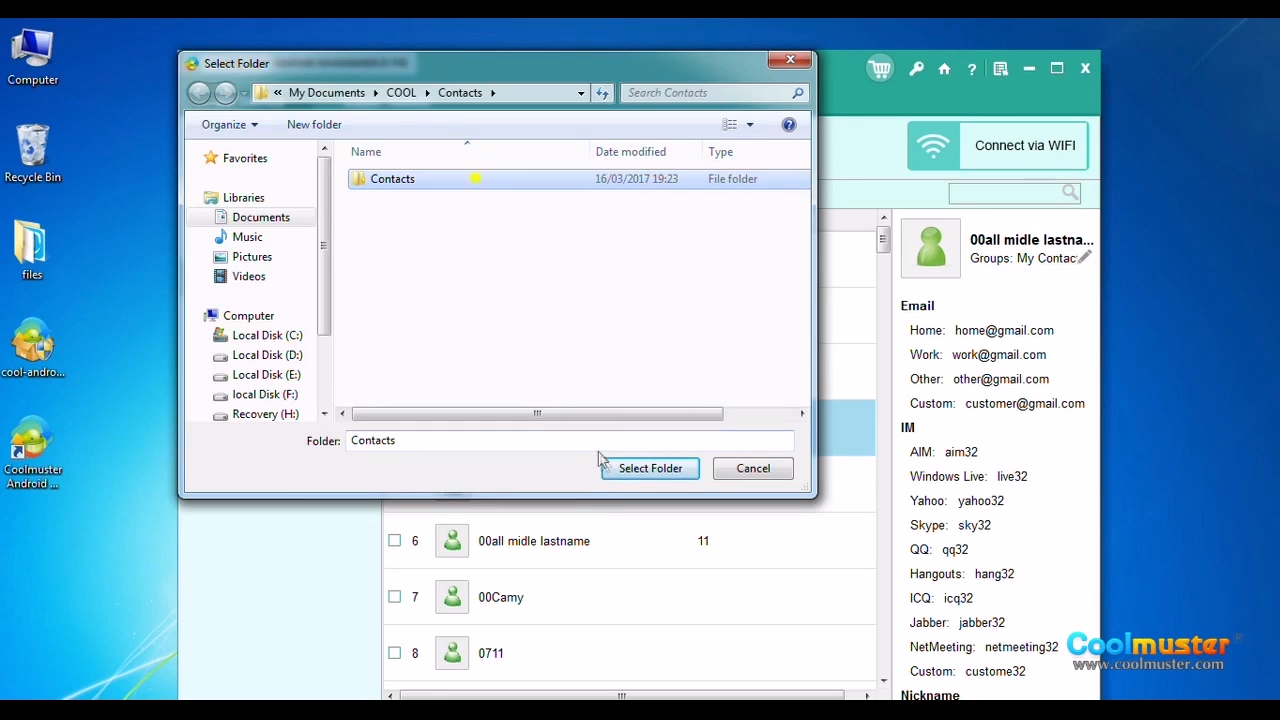 Computer
Recycle Bin
files
cool-andro...
Coolmuster
Android ...
Select Folder
« My Documents COOL Contacts
Search Contacts
Organize New folder
Name Date modified Type
Contacts 16/03/2017 19:23 File folder
Favorites
Libraries
Documents
Music
Pictures
Videos
Computer
Local Disk (C:)
Local Disk (D:)
Local Disk (E:)
local Disk (F:)
Recovery (H:)
Folder: Contacts
Select Folder Cancel
?
Connect via WIFI
6 00all midle lastname 11
7 00Camy
8 0711
00all midle lastna...
Groups: My Contac
Email
Home: home@gmail.com
Work: work@gmail.com
Other: other@gmail.com
Custom: customer@gmail.com
IM
AIM: aim32
Windows Live: live32
Yahoo: yahoo32
Skype: sky32
QQ: qq32
Hangouts: hang32
ICQ: icq32
Jabber: jabber32
NetMeeting: netmeeting32
Custom: custome32
Nickname
Coolmuster ®
www.coolmuster.com